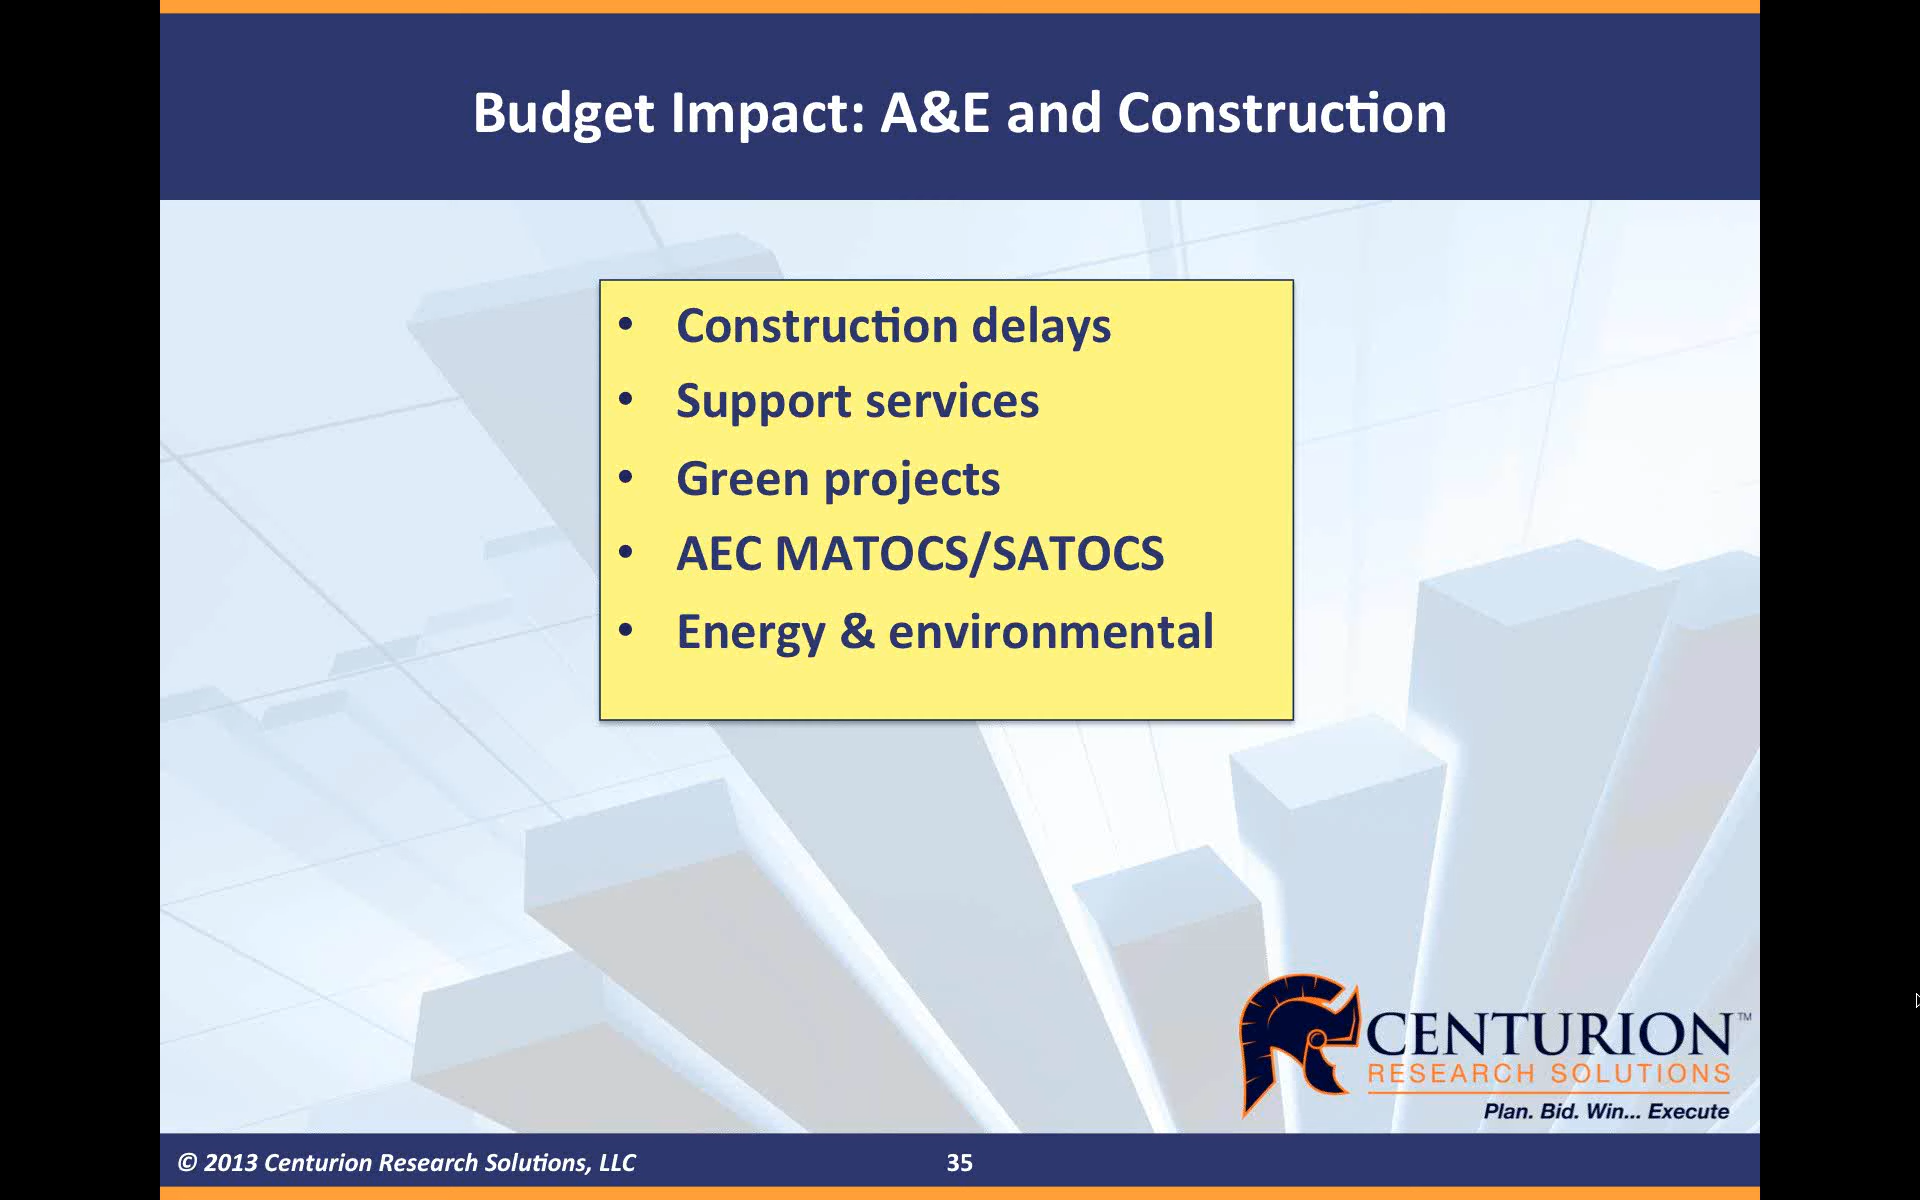 Budget Impact: A&E and Construction
• Construction delays
• Support services
• Green projects
• AEC MATOCS/SATOCS
• Energy & environmental
CENTURION™
RESEARCH SOLUTIONS
Plan. Bid. Win... Execute
© 2013 Centurion Research Solutions, LLC
35